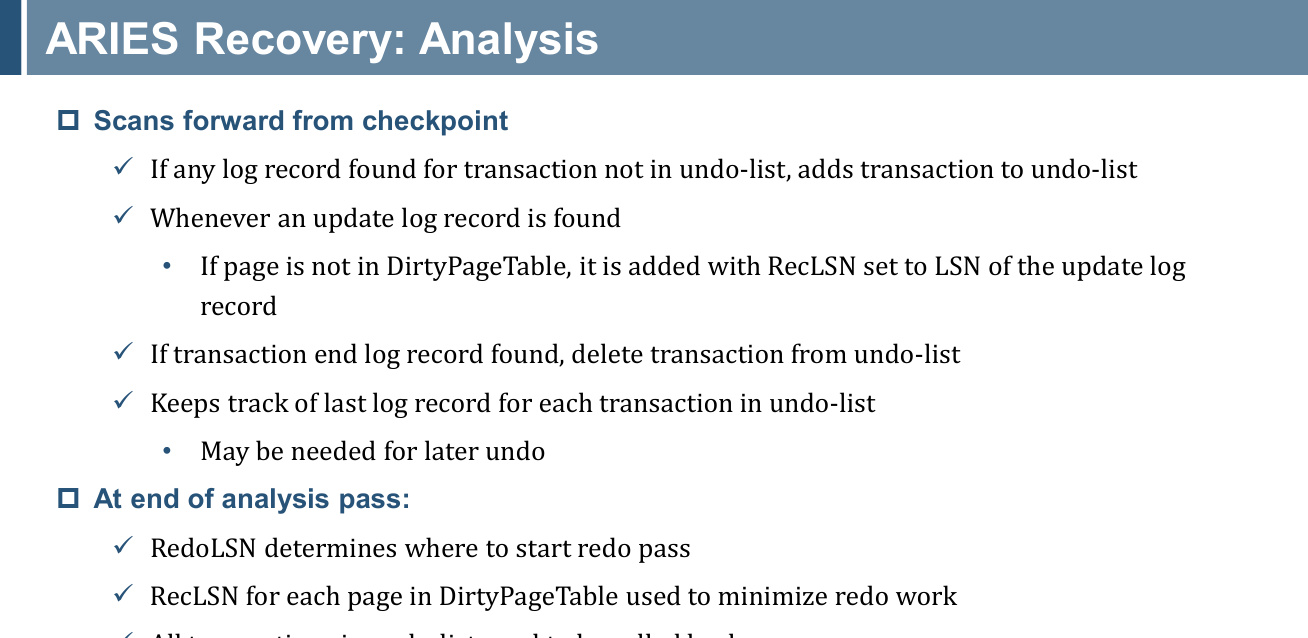 ARIES Recovery: Analysis
Scans forward from checkpoint
If any log record found for transaction not in undo-list, adds transaction to undo-list
Whenever an update log record is found
If page is not in DirtyPageTable, it is added with RecLSN set to LSN of the update log
record
If transaction end log record found, delete transaction from undo-list
Keeps track of last log record for each transaction in undo-list
May be needed for later undo
At end of analysis pass:
RedoLSN determines where to start redo pass
RecLSN for each page in DirtyPageTable used to minimize redo work